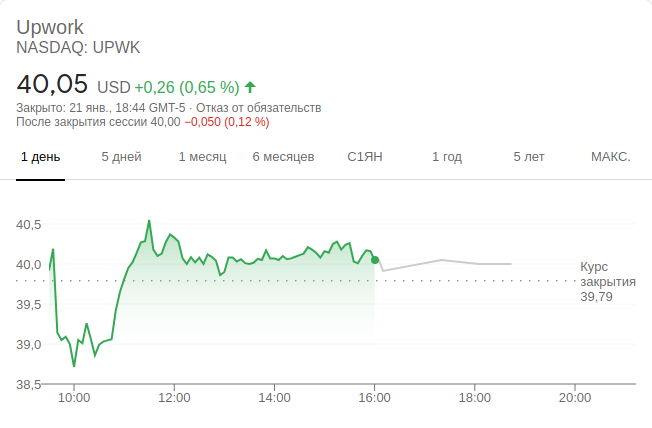 Upwork
NASDAQ: UPWK
40,05 USD +0,26 (0,65 %)
Закрыто: 21 янв., 18:44 GMT-5 · Отказ от обязательств
После закрытия сессии 40,00 −0,050 (0,12 %)
1 день 5 дней 1 месяц 6 месяцев С1ЯН 1 год 5 лет МАКС.
40,5
40,0
Курс
закрытия
39,79
39,5
39,0
38,5
10:00 12:00 14:00 16:00 18:00 20:00